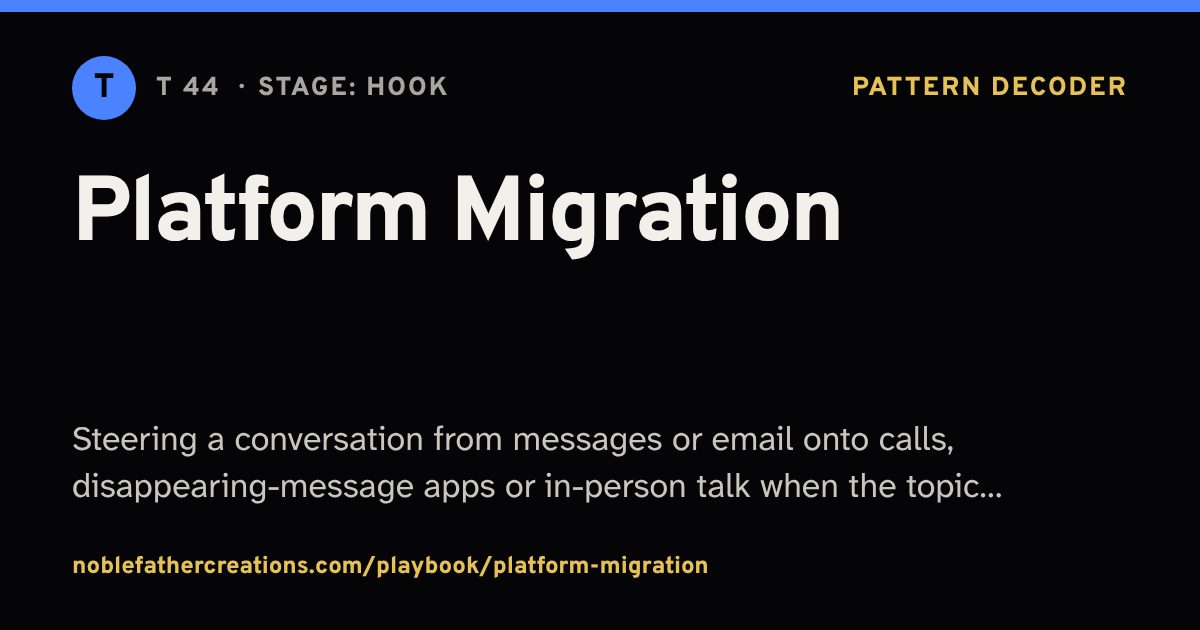 T
T 44 · STAGE: HOOK
PATTERN DECODER
Platform Migration
Steering a conversation from messages or email onto calls,
disappearing-message apps or in-person talk when the topic...
noblefathercreations.com/playbook/platform-migration